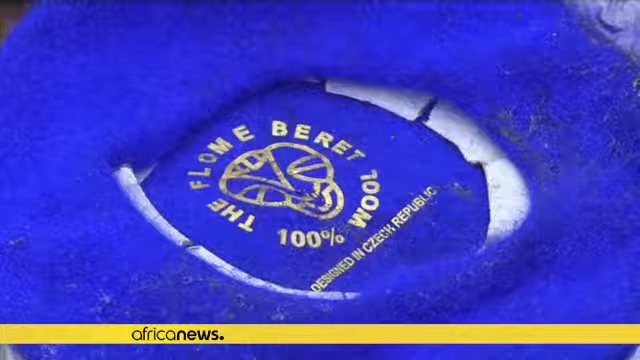 THE FLOME BERET
100% WOOL
DESIGNED IN CZECH REPUBLIC
africanews.